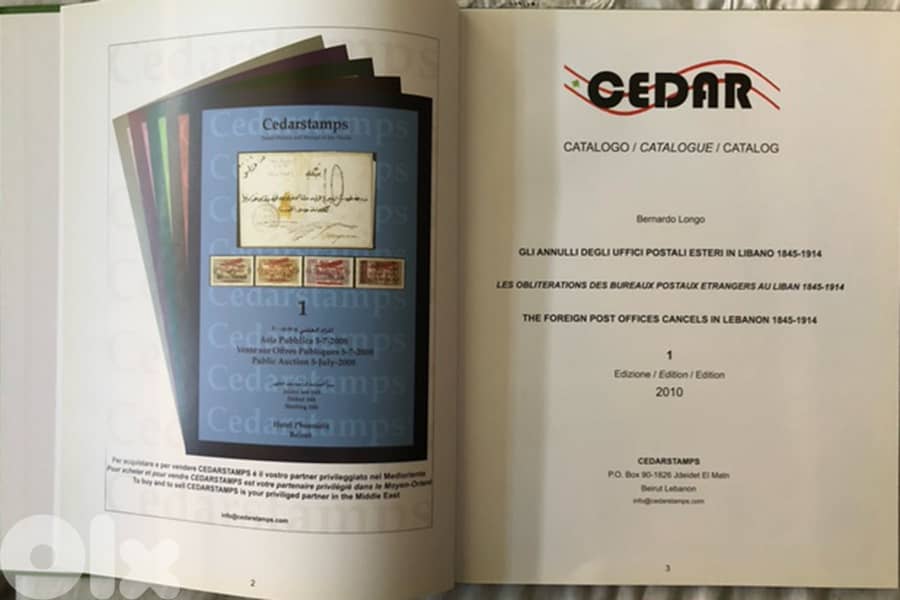 Cedarstamps
1
Asta Pubblica 5-7-2008
Vente sur Offres Publiques 5-7-2008
Public Auction 5-July-2008
Hotel Phoenicia
Beirut
Per acquistare e per vendere CEDARSTAMPS è il vostro partner privileggiato nel Mediorientre
Pour acheter et pour vendre CEDARSTAMPS est votre partenaire privilégié dans le Moyen-Orient
To buy and to sell CEDARSTAMPS is your priviliged partner in the Middle East
info@cedarstamps.com
2
CEDAR
CATALOGO / CATALOGUE / CATALOG
Bernardo Longo
GLI ANNULLI DEGLI UFFICI POSTALI ESTERI IN LIBANO 1845-1914
LES OBLITERATIONS DES BUREAUX POSTAUX ETRANGERS AU LIBAN 1845-1914
THE FOREIGN POST OFFICES CANCELS IN LEBANON 1845-1914
1
Edizione / Edition / Edition
2010
CEDARSTAMPS
P.O. Box 90-1826 Jdeidet El Matn
Beirut Lebanon
info@cedarstamps.com
3
olx